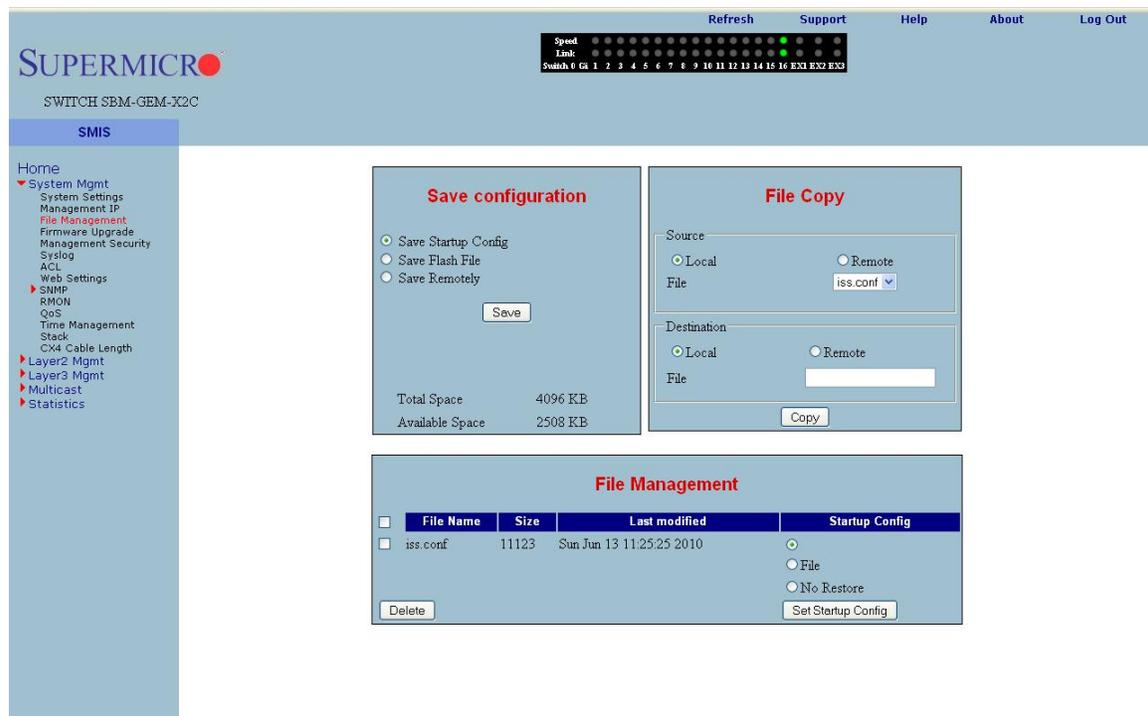 Refresh Support Help About Log Out
SUPERMICRO
Speed
Link
Switch 0 Gi 1 2 3 4 5 6 7 8 9 10 11 12 13 14 15 16 EX1 EX2 EX3
SWITCH SBM-GEM-X2C
SMIS
Home
System Mgmt
System Settings
Management IP
File Management
Firmware Upgrade
Management Security
Syslog
ACL
Web Settings
SNMP
RMON
QoS
Time Management
Stack
CX4 Cable Length
Layer2 Mgmt
Layer3 Mgmt
Multicast
Statistics
Save configuration
Save Startup Config
Save Flash File
Save Remotely
Save
Total Space 4096 KB
Available Space 2508 KB
File Copy
Source
Local Remote
File iss.conf
Destination
Local Remote
File
Copy
File Management
File Name Size Last modified Startup Config
iss.conf 11123 Sun Jun 13 11:25:25 2010
File
No Restore
Delete Set Startup Config